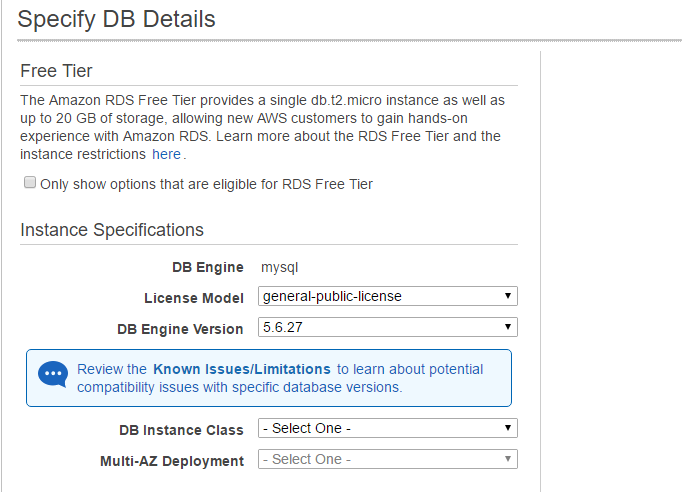 Specify DB Details
Free Tier
The Amazon RDS Free Tier provides a single db.t2.micro instance as well as
up to 20 GB of storage, allowing new AWS customers to gain hands-on
experience with Amazon RDS. Learn more about the RDS Free Tier and the
instance restrictions here .
Only show options that are eligible for RDS Free Tier
Instance Specifications
DB Engine mysql
License Model general-public-license
DB Engine Version 5.6.27
Review the Known Issues/Limitations to learn about potential
compatibility issues with specific database versions.
DB Instance Class - Select One -
Multi-AZ Deployment - Select One -